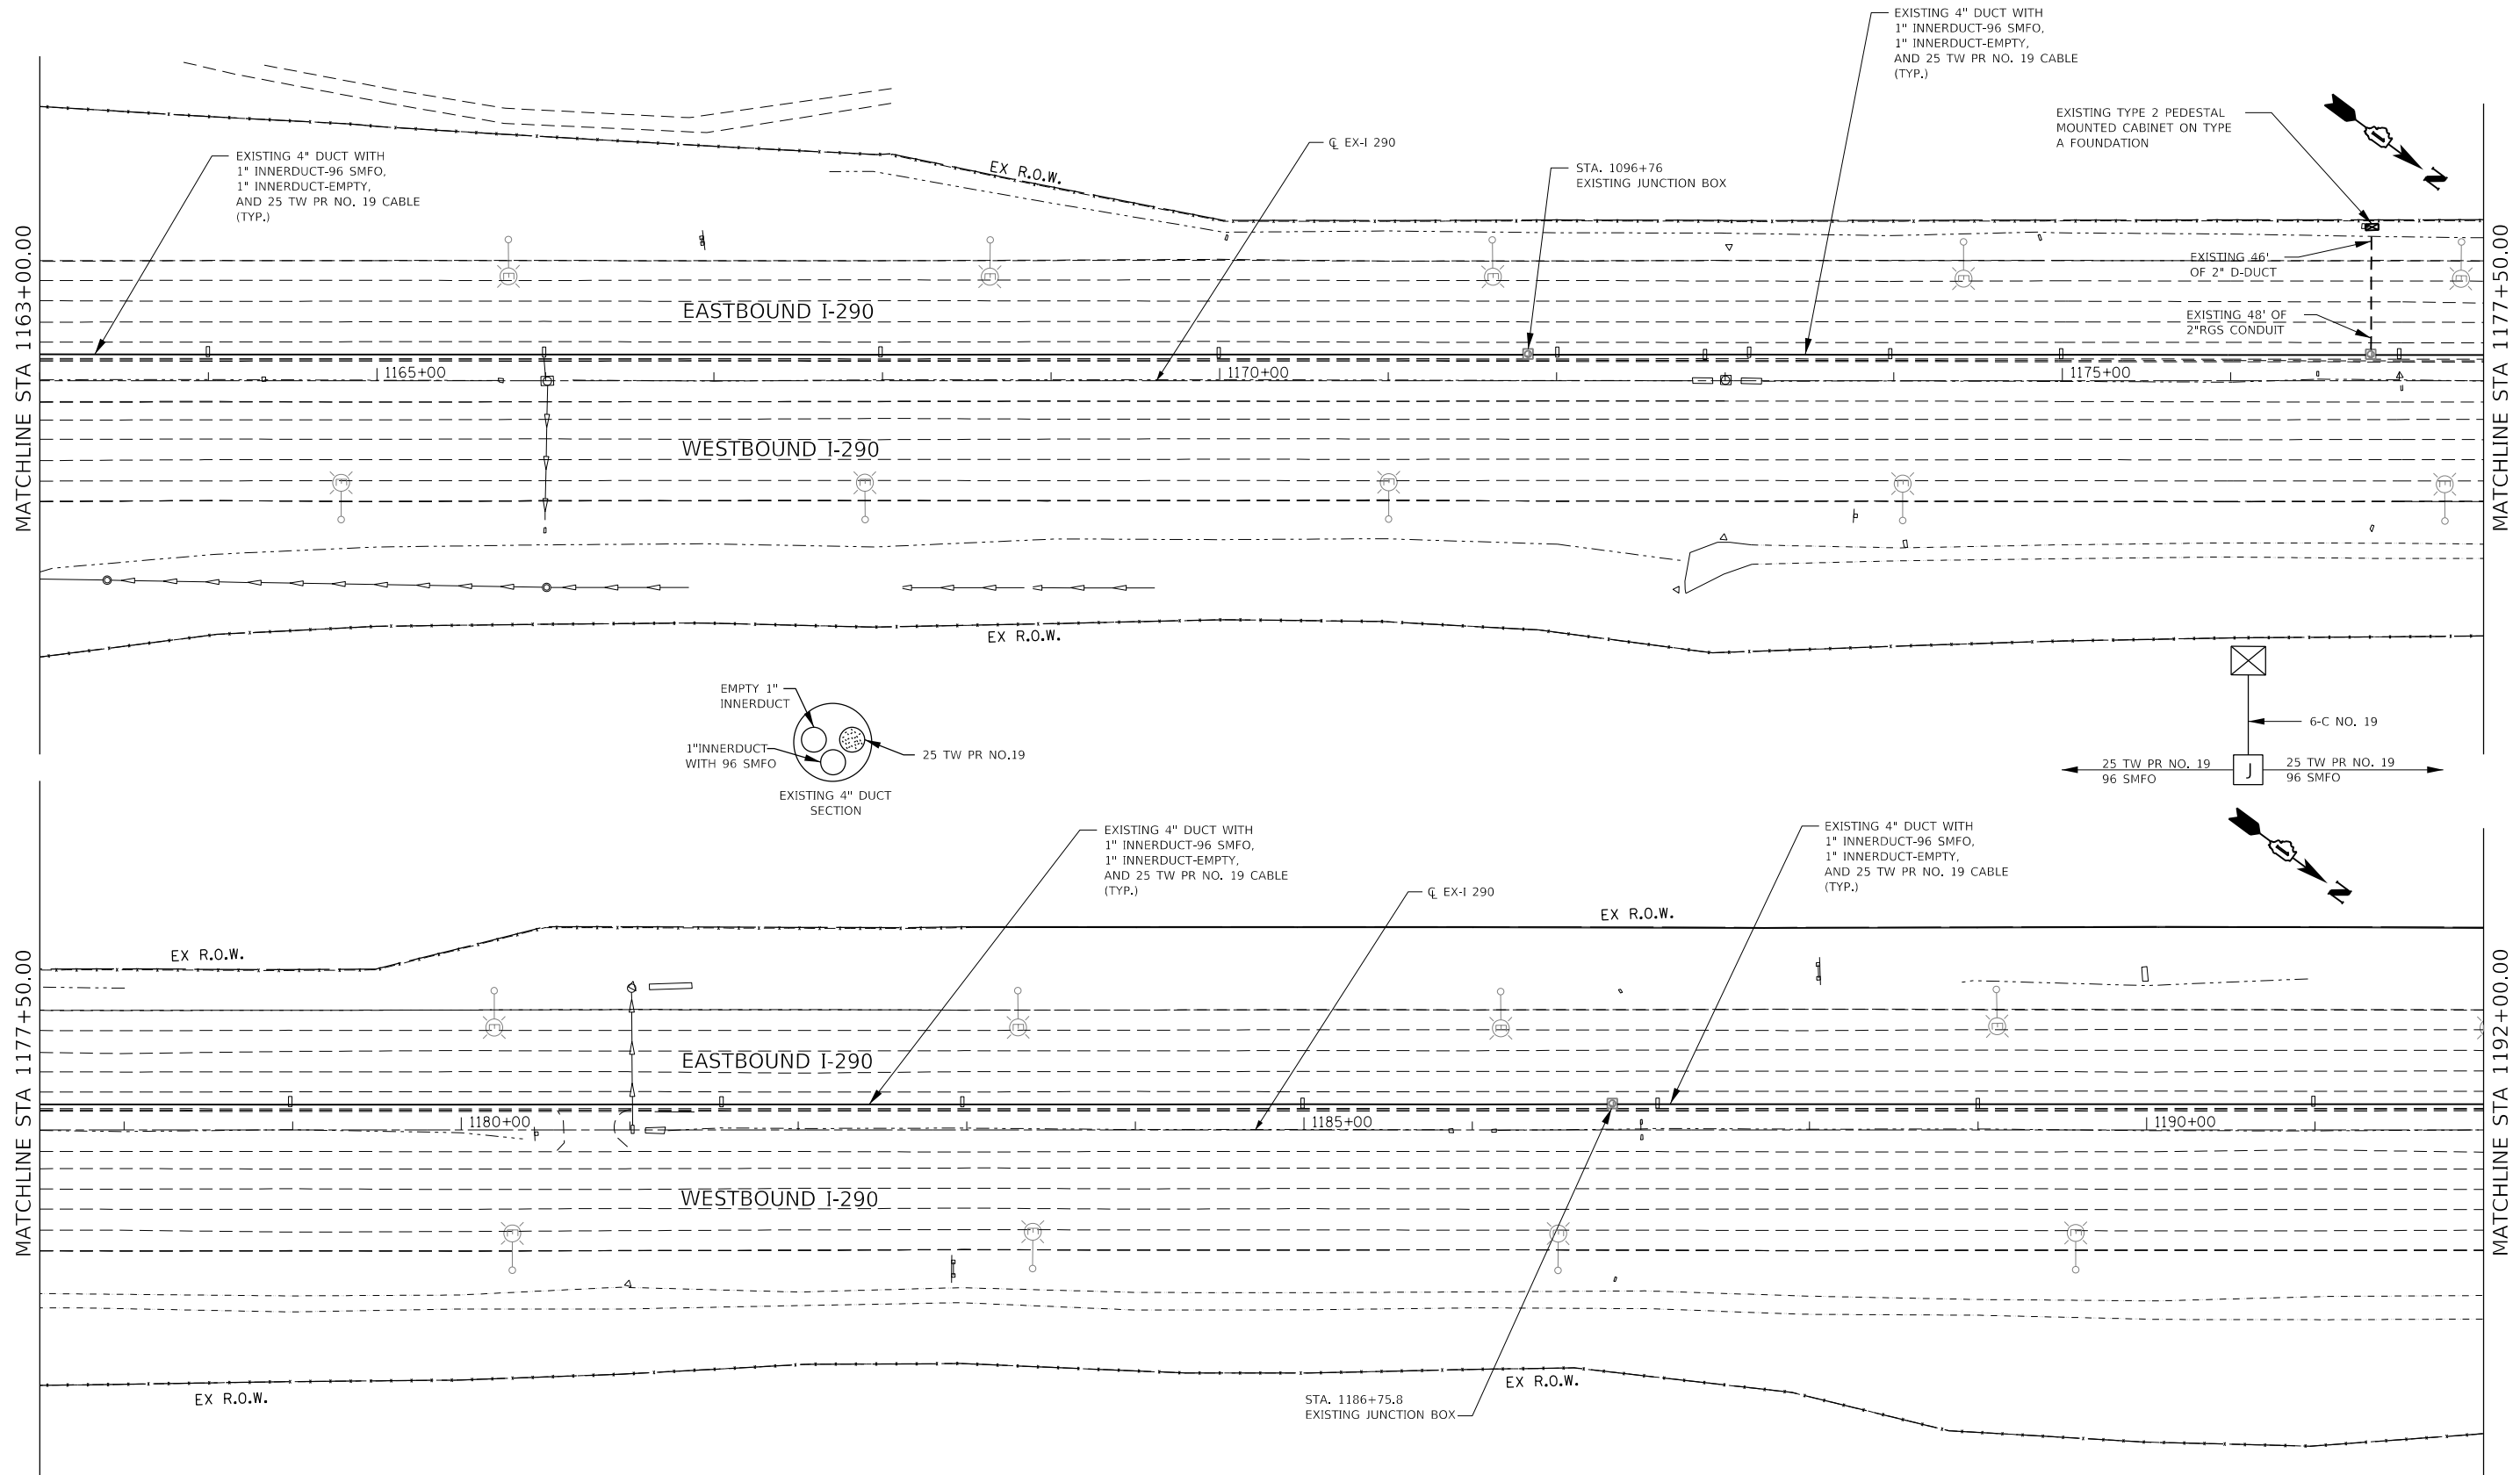 EXISTING 4" DUCT WITH
1" INNERDUCT-96 SMFO,
1" INNERDUCT-EMPTY,
AND 25 TW PR NO. 19 CABLE
(TYP.)
EXISTING TYPE 2 PEDESTAL
MOUNTED CABINET ON TYPE
A FOUNDATION
N
℄ EX-I 290
EXISTING 4" DUCT WITH
1" INNERDUCT-96 SMFO,
1" INNERDUCT-EMPTY,
AND 25 TW PR NO. 19 CABLE
(TYP.)
EX R.O.W.
STA. 1096+76
EXISTING JUNCTION BOX
MATCHLINE STA 1163+00.00
MATCHLINE STA 1177+50.00
EXISTING 46'
OF 2" D-DUCT
EASTBOUND I-290
EXISTING 48' OF
2"RGS CONDUIT
1165+00
1170+00
1175+00
WESTBOUND I-290
E
E
E
E
E
E
E
E
E
E
EX R.O.W.
EMPTY 1"
INNERDUCT
1"INNERDUCT
WITH 96 SMFO
25 TW PR NO.19
EXISTING 4" DUCT
SECTION
6-C NO. 19
25 TW PR NO. 19
96 SMFO
J
25 TW PR NO. 19
96 SMFO
EXISTING 4" DUCT WITH
1" INNERDUCT-96 SMFO,
1" INNERDUCT-EMPTY,
AND 25 TW PR NO. 19 CABLE
(TYP.)
EXISTING 4" DUCT WITH
1" INNERDUCT-96 SMFO,
1" INNERDUCT-EMPTY,
AND 25 TW PR NO. 19 CABLE
(TYP.)
N
℄ EX-I 290
EX R.O.W.
EX R.O.W.
MATCHLINE STA 1177+50.00
MATCHLINE STA 1192+00.00
EASTBOUND I-290
1180+00
1185+00
1190+00
WESTBOUND I-290
E
E
E
E
E
E
E
E
EX R.O.W.
EX R.O.W.
STA. 1186+75.8
EXISTING JUNCTION BOX